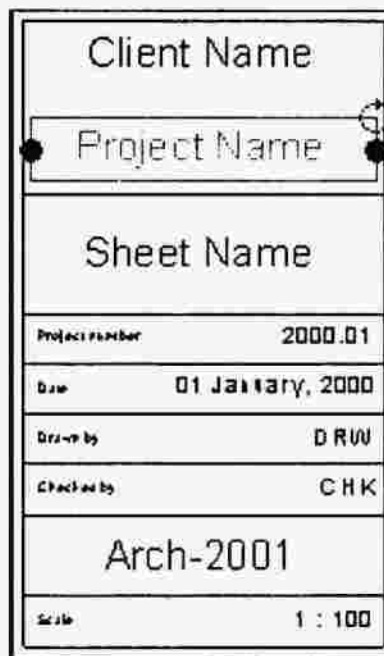 Client Name
Project Name
Sheet Name
Project number 2000.01
Date 01 January, 2000
Drawn by DRW
Checked by CHK
Arch-2001
Scale 1 : 100